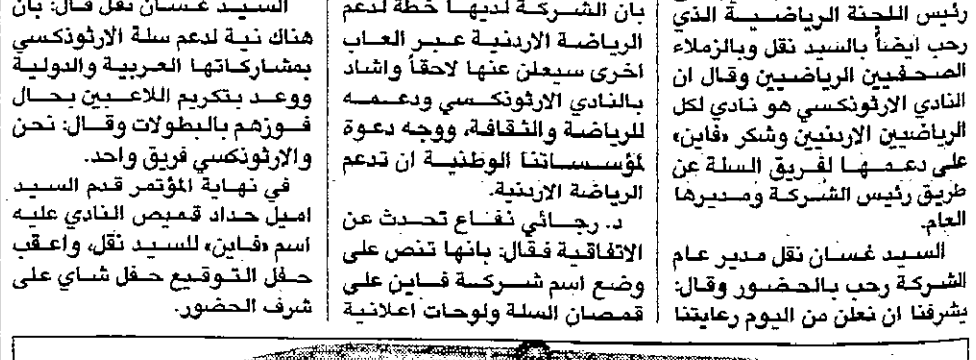 رئيس اللجنة الرياضية الذي
رحب ايضاً بالسيد نقل وبالزملاء
الصحفيين الرياضيين وقال ان
النادي الارثونكسي هو نادي لكل
الرياضيين الاردنيين وشكر «فاين»
على دعمها لفريق السلة عن
طريق رئيس الشركة ومديرها
العام.
السيد غسان نقل مدير عام
الشركة رحب بالحضور وقال:
يشرفنا ان نعلن من اليوم رعايتنا
بان الشركة لديها خطة لدعم
الرياضة الاردنية عبر العاب
اخرى سيعلن عنها لاحقاً واشاد
بالنادي الارثونكسي ودعمه
للرياضة والثقافة، ووجه دعوة
لمؤسساتنا الوطنية ان تدعم
الرياضة الاردنية.
د. رجائي نفاع تحدث عن
الاتفاقية فقال: بانها تنص على
وضع اسم شركة فاين على
قمصان السلة ولوحات اعلانية
السيد غسان نقل قال: بان
هناك نية لدعم سلة الارثونكسي
بمشاركاتها العربية والدولية
ووعد بتكريم اللاعبين بحال
فوزهم بالبطولات وقال: نحن
والارثونكسي فريق واحد.
في نهاية المؤتمر قدم السيد
اميل حداد قميص النادي عليه
اسم «فاين» للسيد نقل، واعقب
حفل التوقيع حفل شاي على
شرف الحضور.